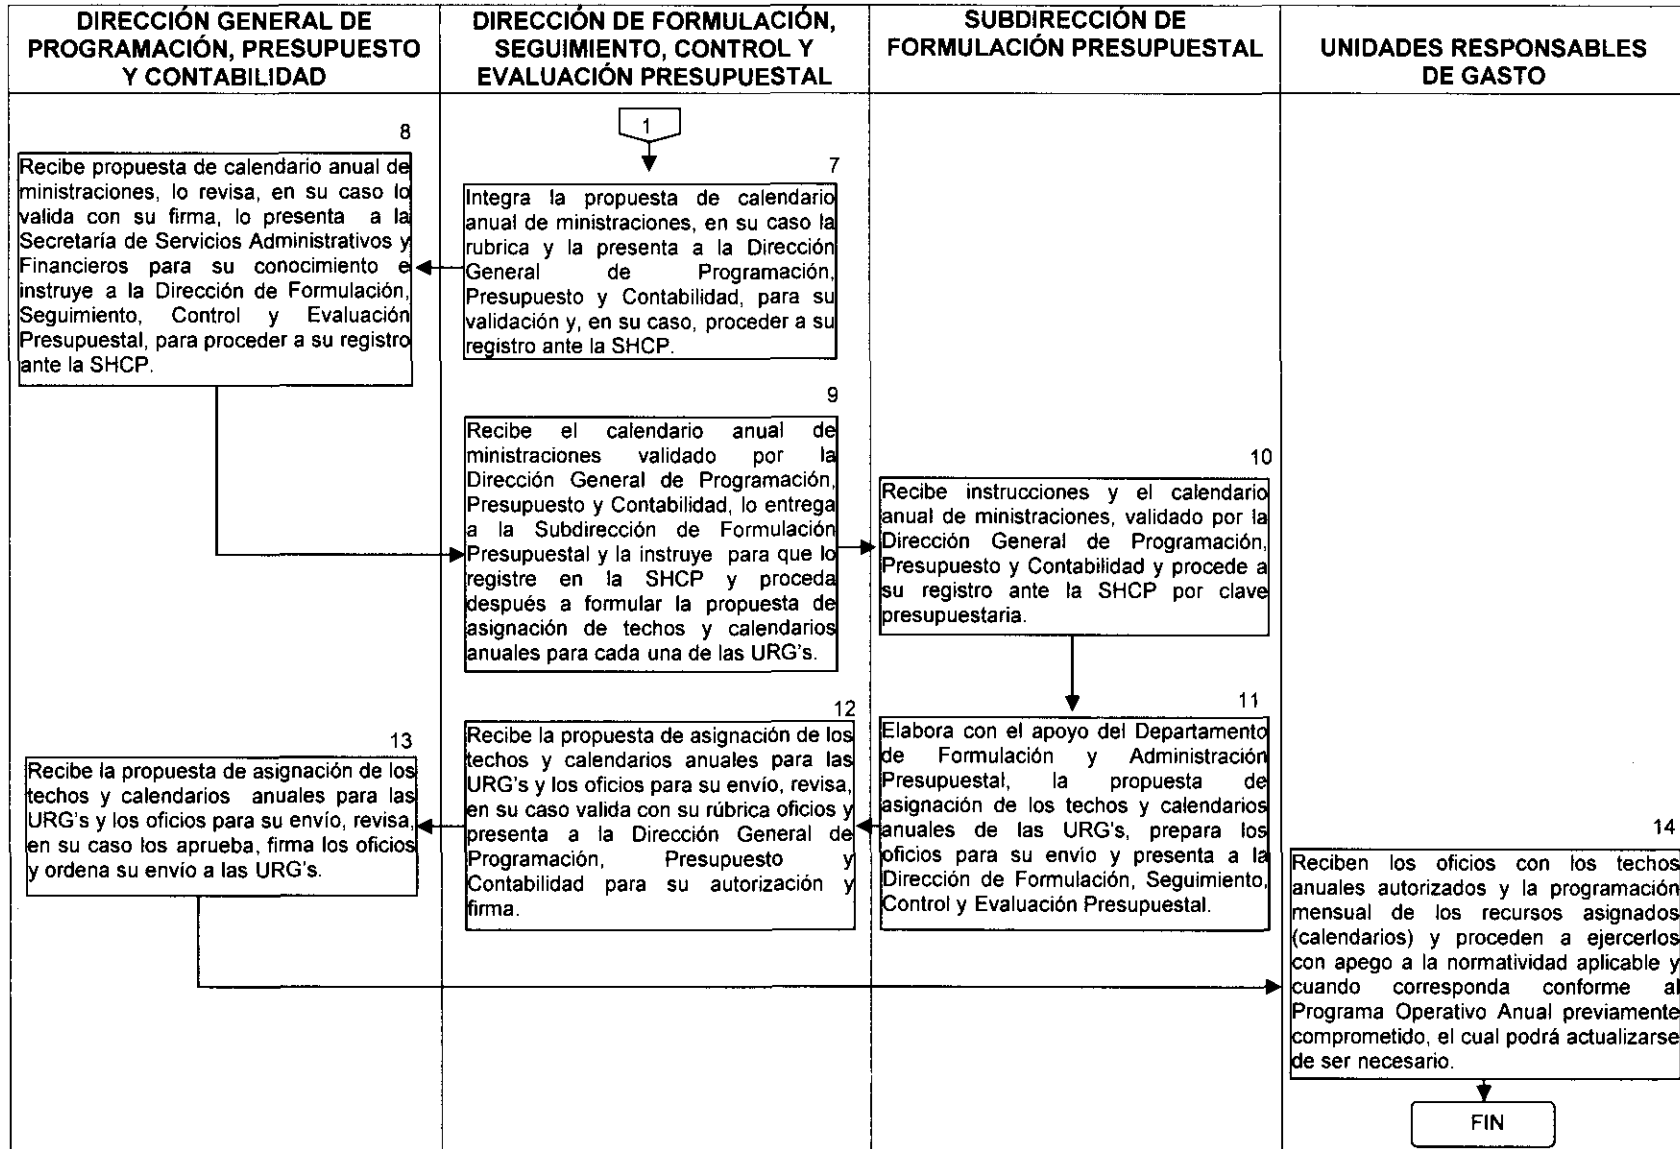 DIRECCIÓN GENERAL DE
PROGRAMACIÓN, PRESUPUESTO
Y CONTABILIDAD
DIRECCIÓN DE FORMULACIÓN,
SEGUIMIENTO, CONTROL Y
EVALUACIÓN PRESUPUESTAL
SUBDIRECCIÓN DE
FORMULACIÓN PRESUPUESTAL
UNIDADES RESPONSABLES
DE GASTO
1
7
Integra la propuesta de calendario
anual de ministraciones, en su caso la
rubrica y la presenta a la Dirección
General de Programación,
Presupuesto y Contabilidad, para su
validación y, en su caso, proceder a su
registro ante la SHCP.
8
Recibe propuesta de calendario anual de
ministraciones, lo revisa, en su caso lo
valida con su firma, lo presenta a la
Secretaría de Servicios Administrativos y
Financieros para su conocimiento e
instruye a la Dirección de Formulación,
Seguimiento, Control y Evaluación
Presupuestal, para proceder a su registro
ante la SHCP.
9
Recibe el calendario anual de
ministraciones validado por la
Dirección General de Programación,
Presupuesto y Contabilidad, lo entrega
a la Subdirección de Formulación
Presupuestal y la instruye para que lo
registre en la SHCP y proceda
después a formular la propuesta de
asignación de techos y calendarios
anuales para cada una de las URG's.
10
Recibe instrucciones y el calendario
anual de ministraciones, validado por la
Dirección General de Programación,
Presupuesto y Contabilidad y procede a
su registro ante la SHCP por clave
presupuestaria.
11
Elabora con el apoyo del Departamento
de Formulación y Administración
Presupuestal, la propuesta de
asignación de los techos y calendarios
anuales de las URG's, prepara los
oficios para su envío y presenta a la
Dirección de Formulación, Seguimiento,
Control y Evaluación Presupuestal.
12
Recibe la propuesta de asignación de los
techos y calendarios anuales para las
URG's y los oficios para su envío, revisa,
en su caso valida con su rúbrica oficios y
presenta a la Dirección General de
Programación, Presupuesto y
Contabilidad para su autorización y
firma.
13
Recibe la propuesta de asignación de los
techos y calendarios anuales para las
URG's y los oficios para su envío, revisa,
en su caso los aprueba, firma los oficios
y ordena su envío a las URG's.
14
Reciben los oficios con los techos
anuales autorizados y la programación
mensual de los recursos asignados
(calendarios) y proceden a ejercerlos
con apego a la normatividad aplicable y
cuando corresponda conforme al
Programa Operativo Anual previamente
comprometido, el cual podrá actualizarse
de ser necesario.
FIN